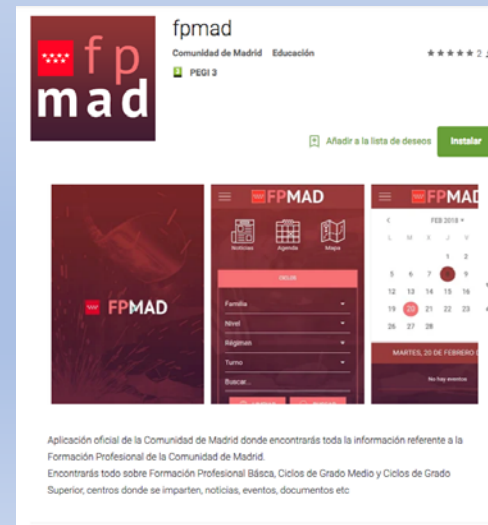 fp
mad
fpmad
Comunidad de Madrid Educación
★★★★★ 2
PEGI 3
Añadir a la lista de deseos
Instalar
FPMAD
FPMAD
Noticias Agenda Mapa
CICLOS
Familia
Nivel
Régimen
Turno
Buscar...
FPMAD
FEB 2018
L M X J V
1 2
5 6 7 8 9
12 13 14 15 16
19 20 21 22 23
26 27 28
MARTES, 20 DE FEBRERO
No hay eventos
Aplicación oficial de la Comunidad de Madrid donde encontrarás toda la información referente a la
Formación Profesional de la Comunidad de Madrid.
Encontrarás todo sobre Formación Profesional Básca, Ciclos de Grado Medio y Ciclos de Grado
Superior, centros donde se imparten, noticias, eventos, documentos etc